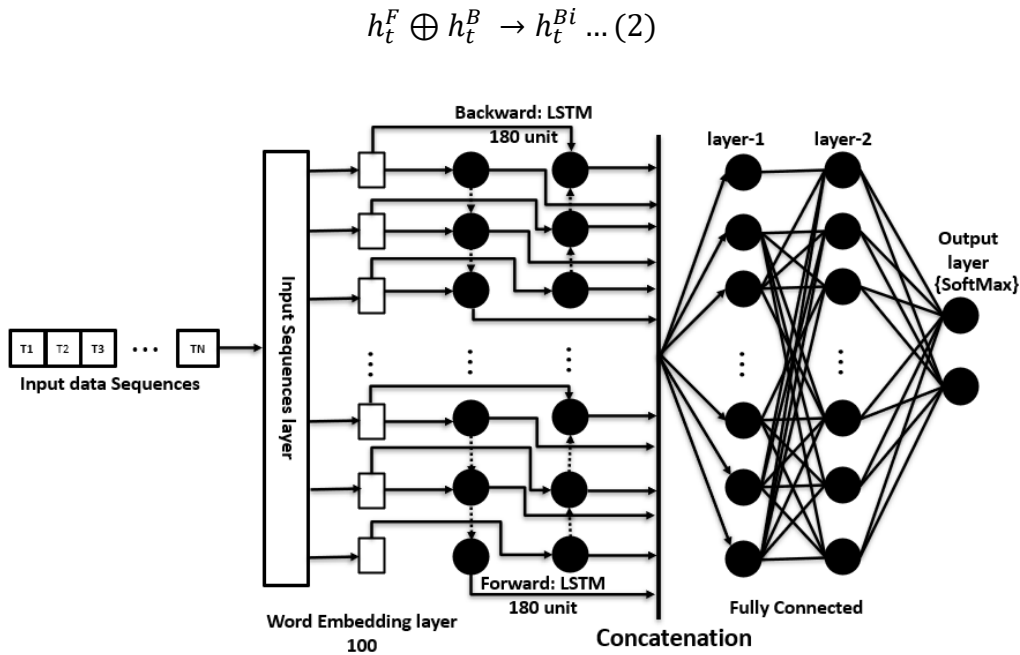 h_t^F ⊕ h_t^B → h_t^{Bi} … (2)
Backward: LSTM
180 unit
layer-1 layer-2
Output
layer
{SoftMax}
Input Sequences layer
T1 T2 T3 ... TN
Input data Sequences
Forward: LSTM
180 unit
Word Embedding layer
100
Fully Connected
Concatenation